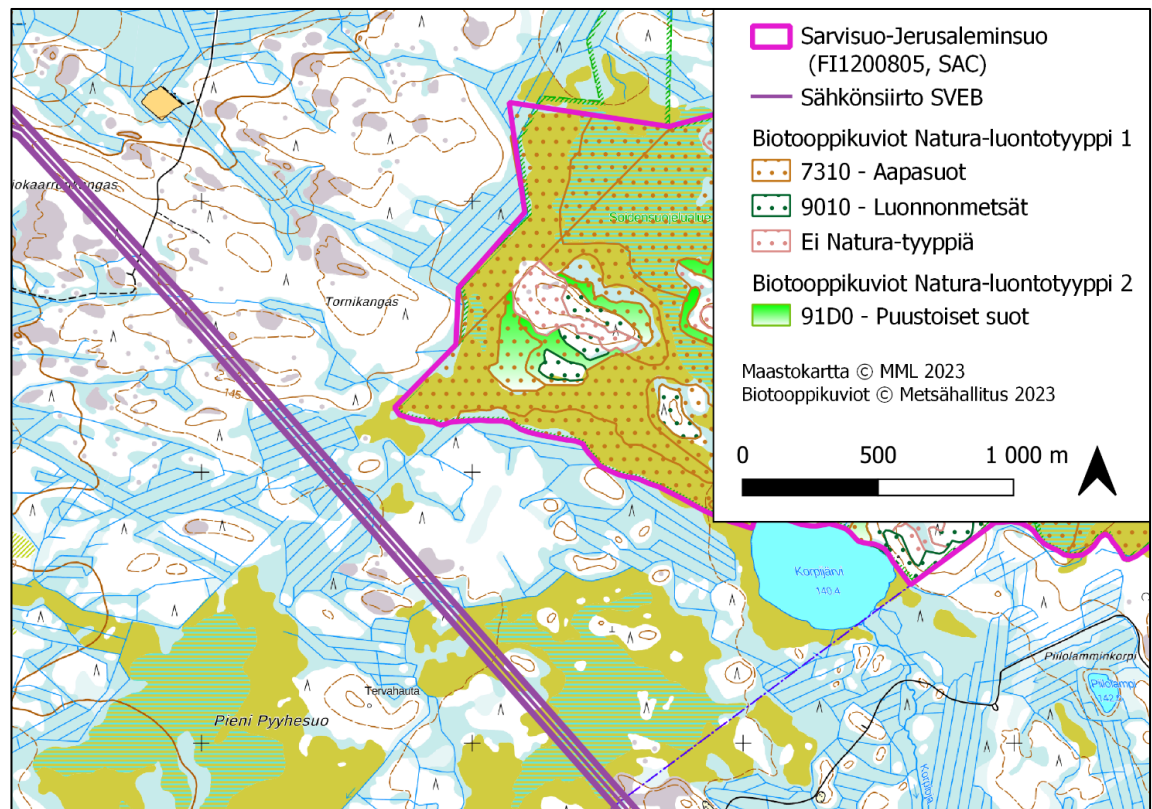 Sarvisuo-Jerusaleminsuo
(FI1200805, SAC)
Sähkönsiirto SVEB
Biotooppikuviot Natura-luontotyyppi 1
7310 - Aapasuot
9010 - Luonnonmetsät
Ei Natura-tyyppiä
Biotooppikuviot Natura-luontotyyppi 2
91D0 - Puustoiset suot
Maastokartta © MML 2023
Biotooppikuviot © Metsähallitus 2023
0 500 1 000 m
iokaarronkangas
Soidensuojelualue
Tornikangas
145
Korpijärvi
140.4
Piilolamminkorpi
Piilolampi
Tervahauta
Pieni Pyyhesuo